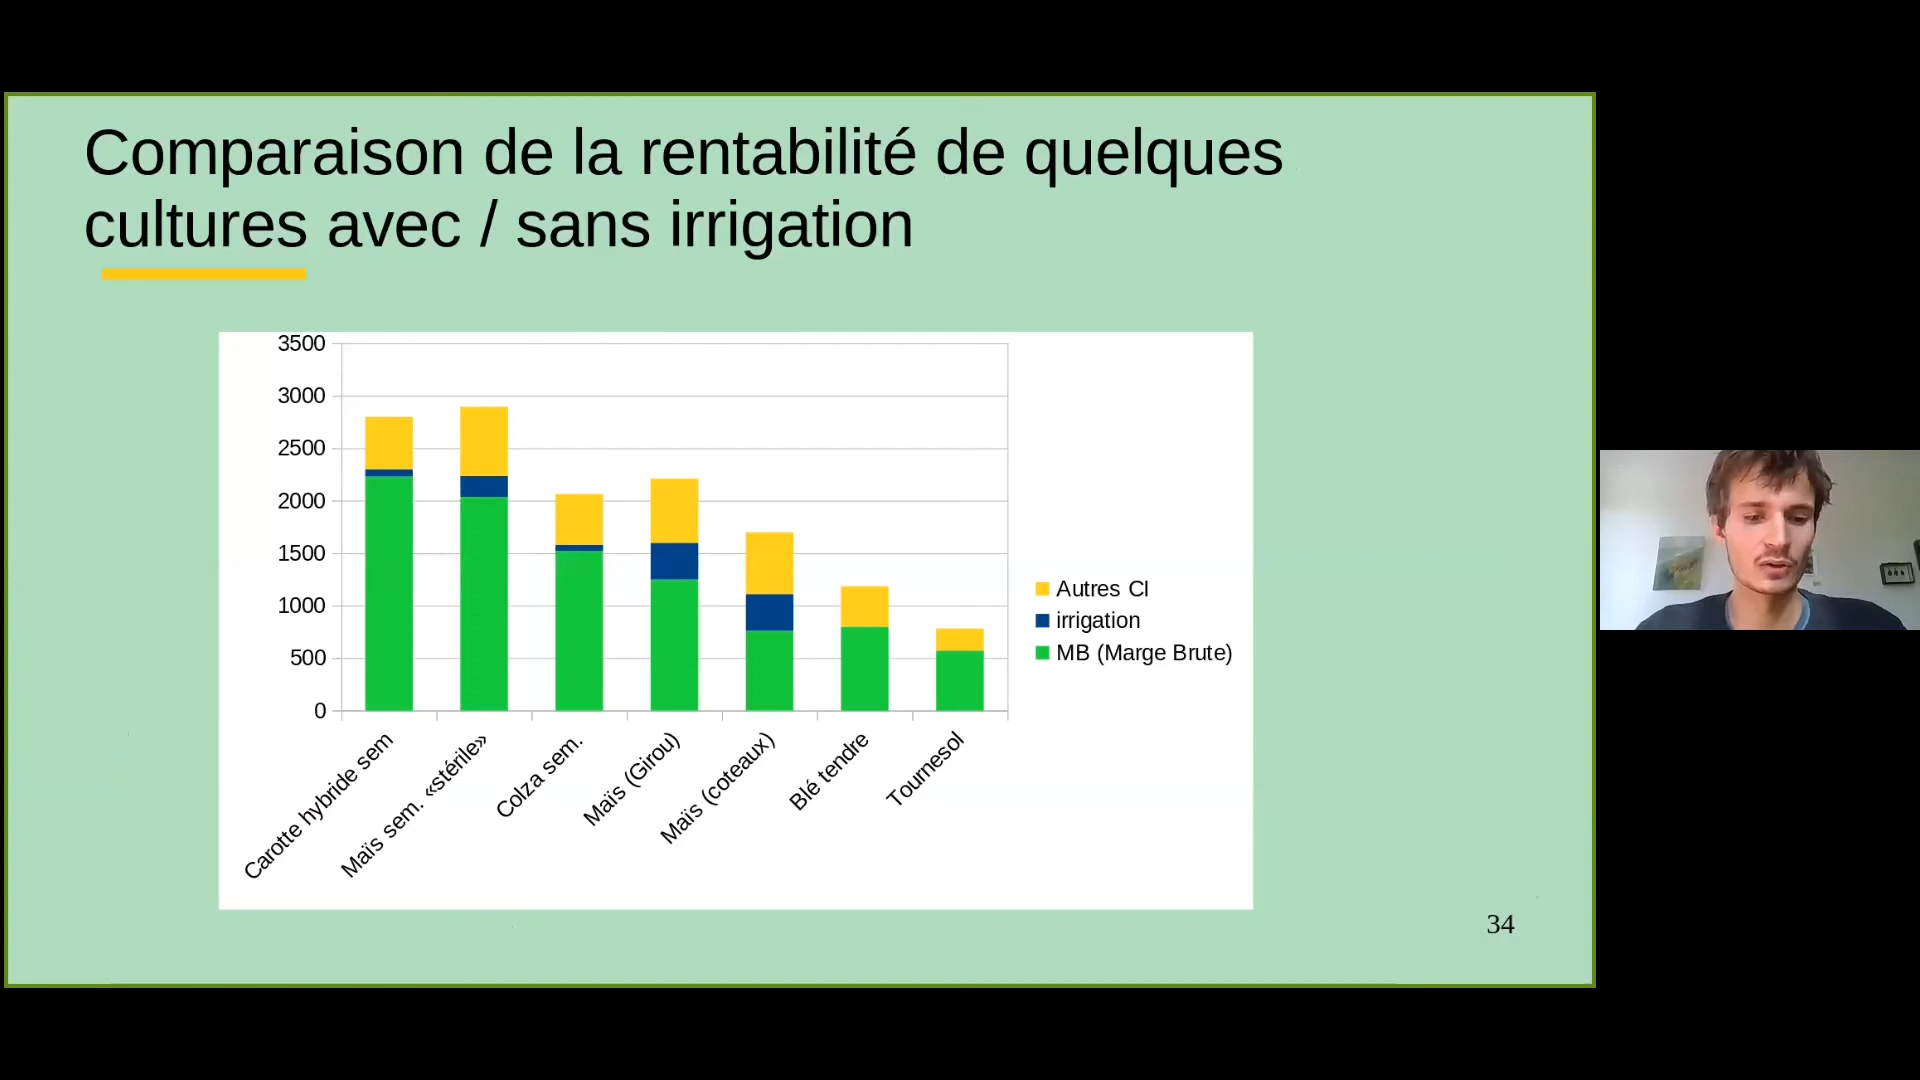 Comparaison de la rentabilité de quelques
cultures avec / sans irrigation
3500
3000
2500
2000
1500
1000
500
0
Carotte hybride sem
Maïs sem. «stérile»
Colza sem.
Maïs (Girou)
Maïs (coteaux)
Blé tendre
Tournesol
Autres CI
irrigation
MB (Marge Brute)
34